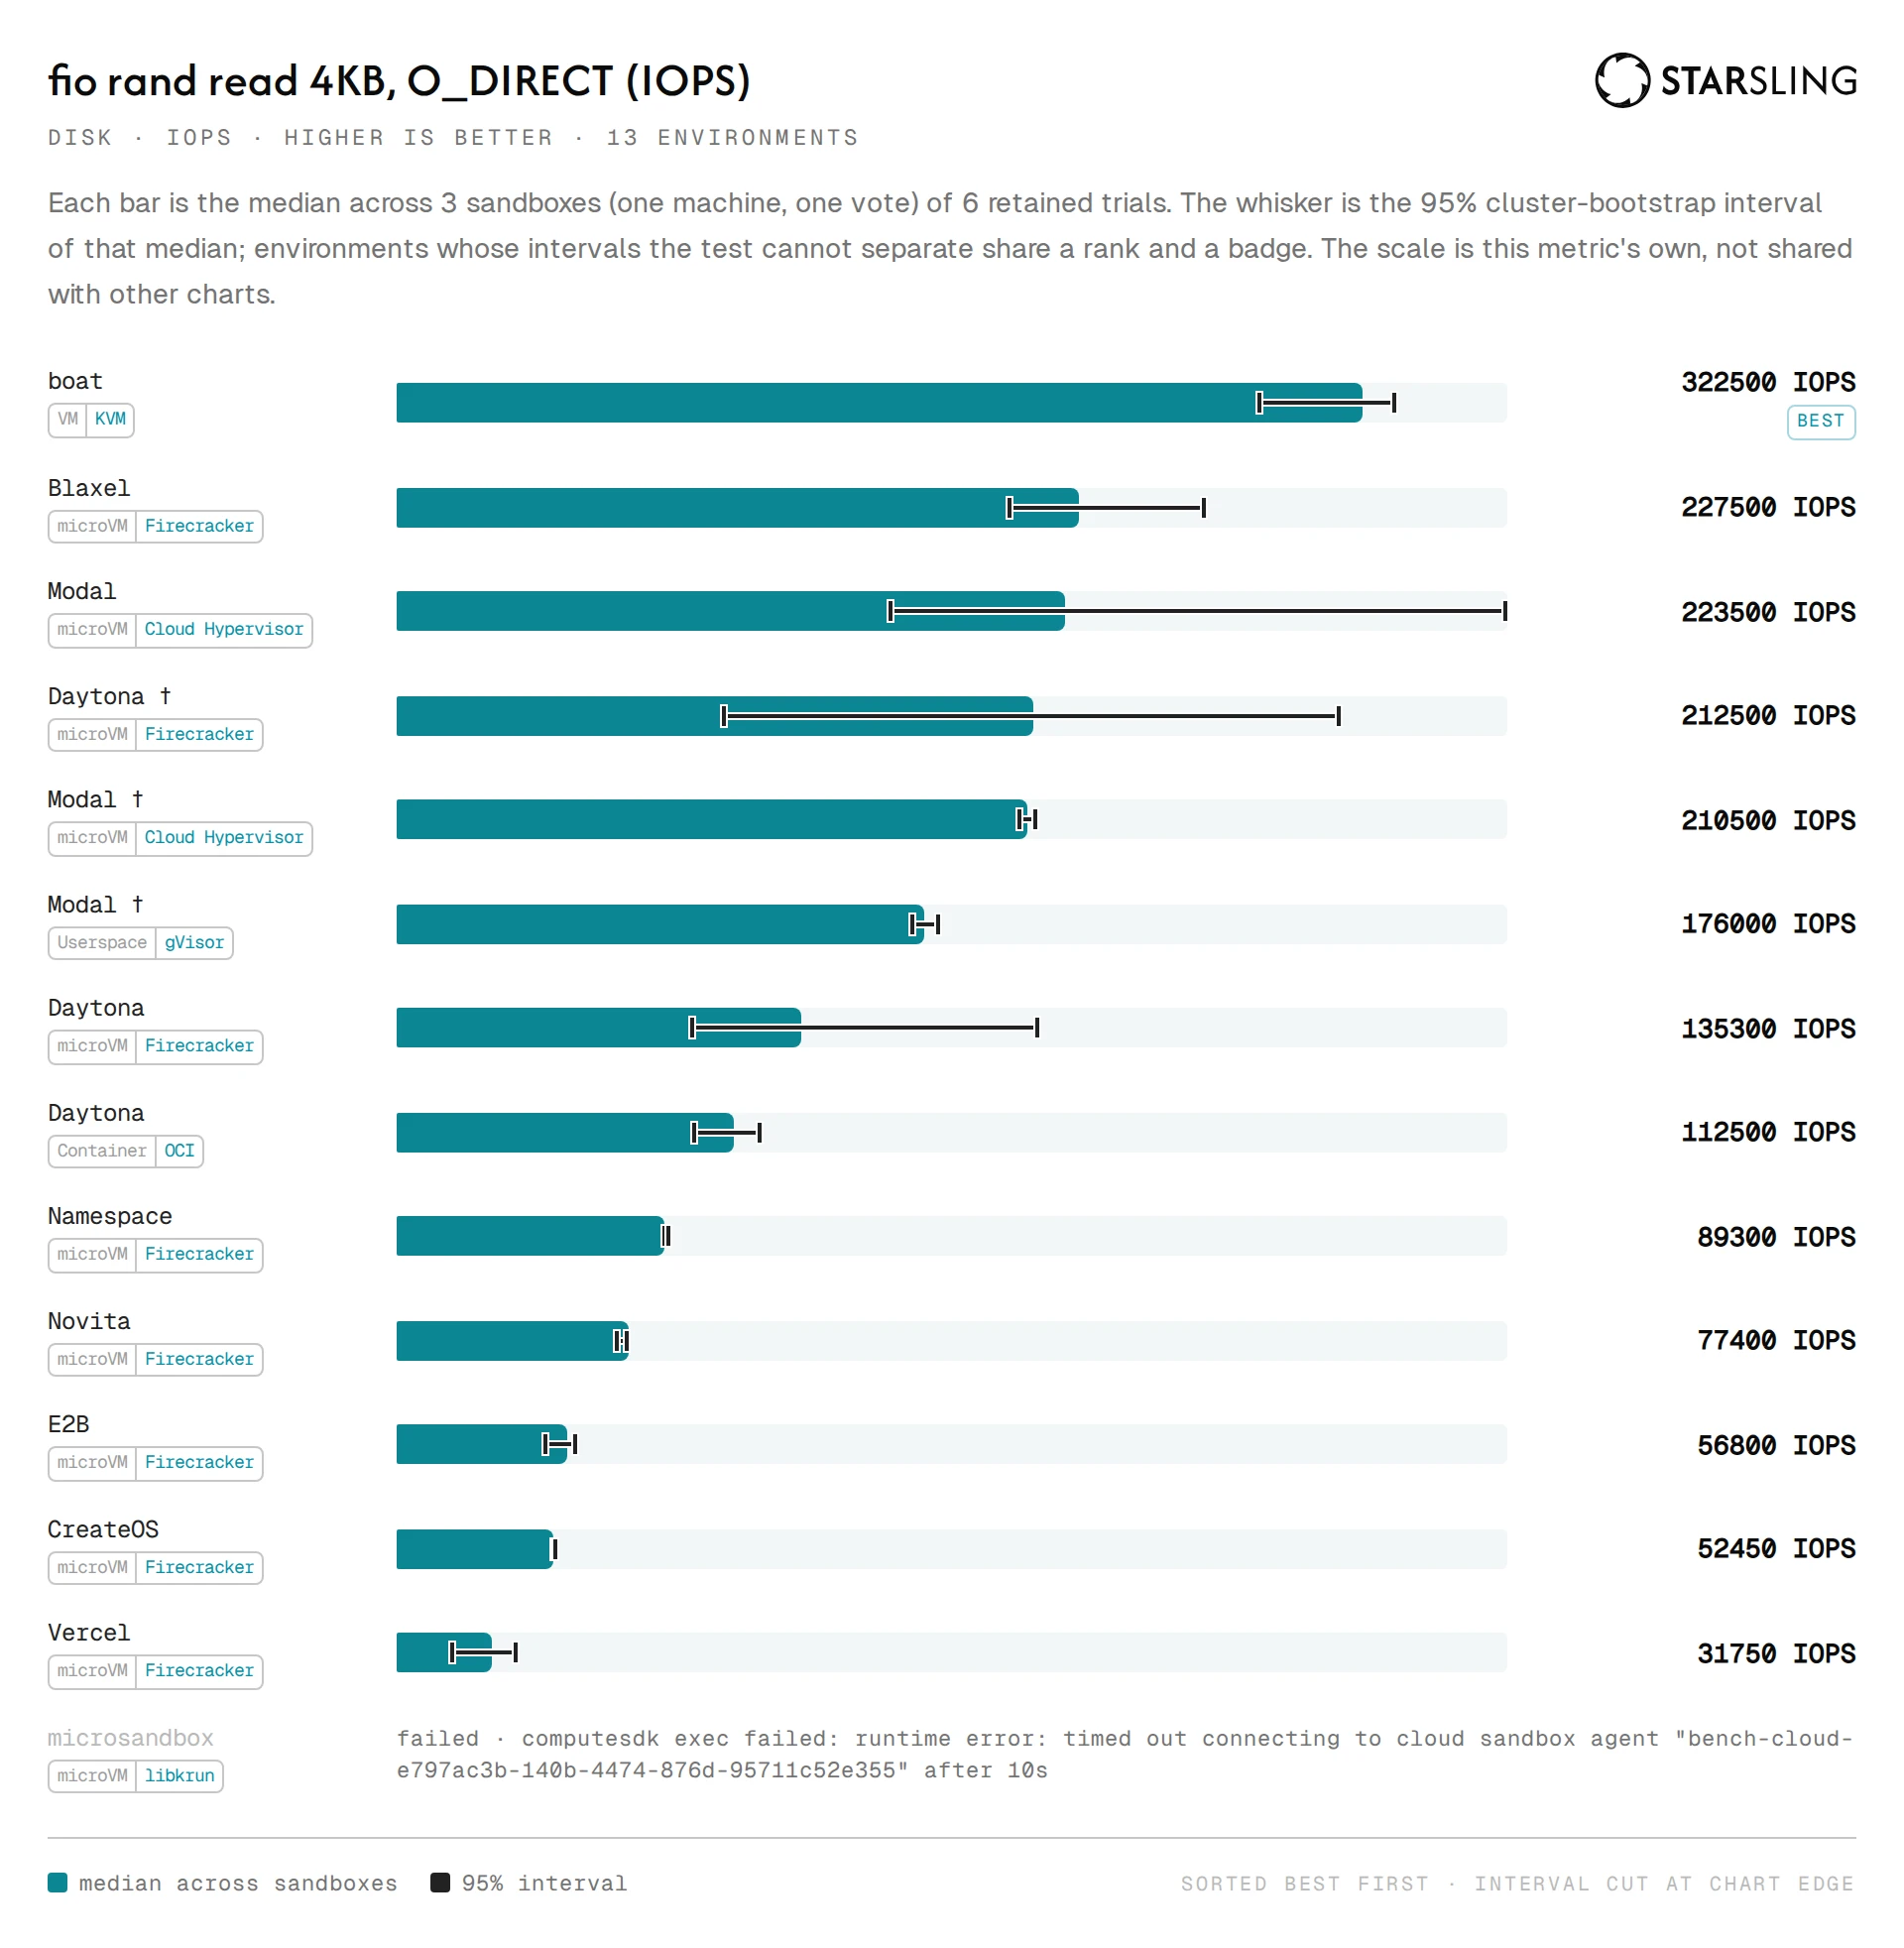 fio rand read 4KB, O_DIRECT (IOPS)
STARSLING
DISK · IOPS · HIGHER IS BETTER · 13 ENVIRONMENTS
Each bar is the median across 3 sandboxes (one machine, one vote) of 6 retained trials. The whisker is the 95% cluster-bootstrap interval
of that median; environments whose intervals the test cannot separate share a rank and a badge. The scale is this metric's own, not shared
with other charts.
boat
VM KVM
322500 IOPS
BEST
Blaxel
microVM Firecracker
227500 IOPS
Modal
microVM Cloud Hypervisor
223500 IOPS
Daytona †
microVM Firecracker
212500 IOPS
Modal †
microVM Cloud Hypervisor
210500 IOPS
Modal †
Userspace gVisor
176000 IOPS
Daytona
microVM Firecracker
135300 IOPS
Daytona
Container OCI
112500 IOPS
Namespace
microVM Firecracker
89300 IOPS
Novita
microVM Firecracker
77400 IOPS
E2B
microVM Firecracker
56800 IOPS
CreateOS
microVM Firecracker
52450 IOPS
Vercel
microVM Firecracker
31750 IOPS
microsandbox
microVM libkrun
failed · computesdk exec failed: runtime error: timed out connecting to cloud sandbox agent "bench-cloud-
e797ac3b-140b-4474-876d-95711c52e355" after 10s
median across sandboxes
95% interval
SORTED BEST FIRST · INTERVAL CUT AT CHART EDGE